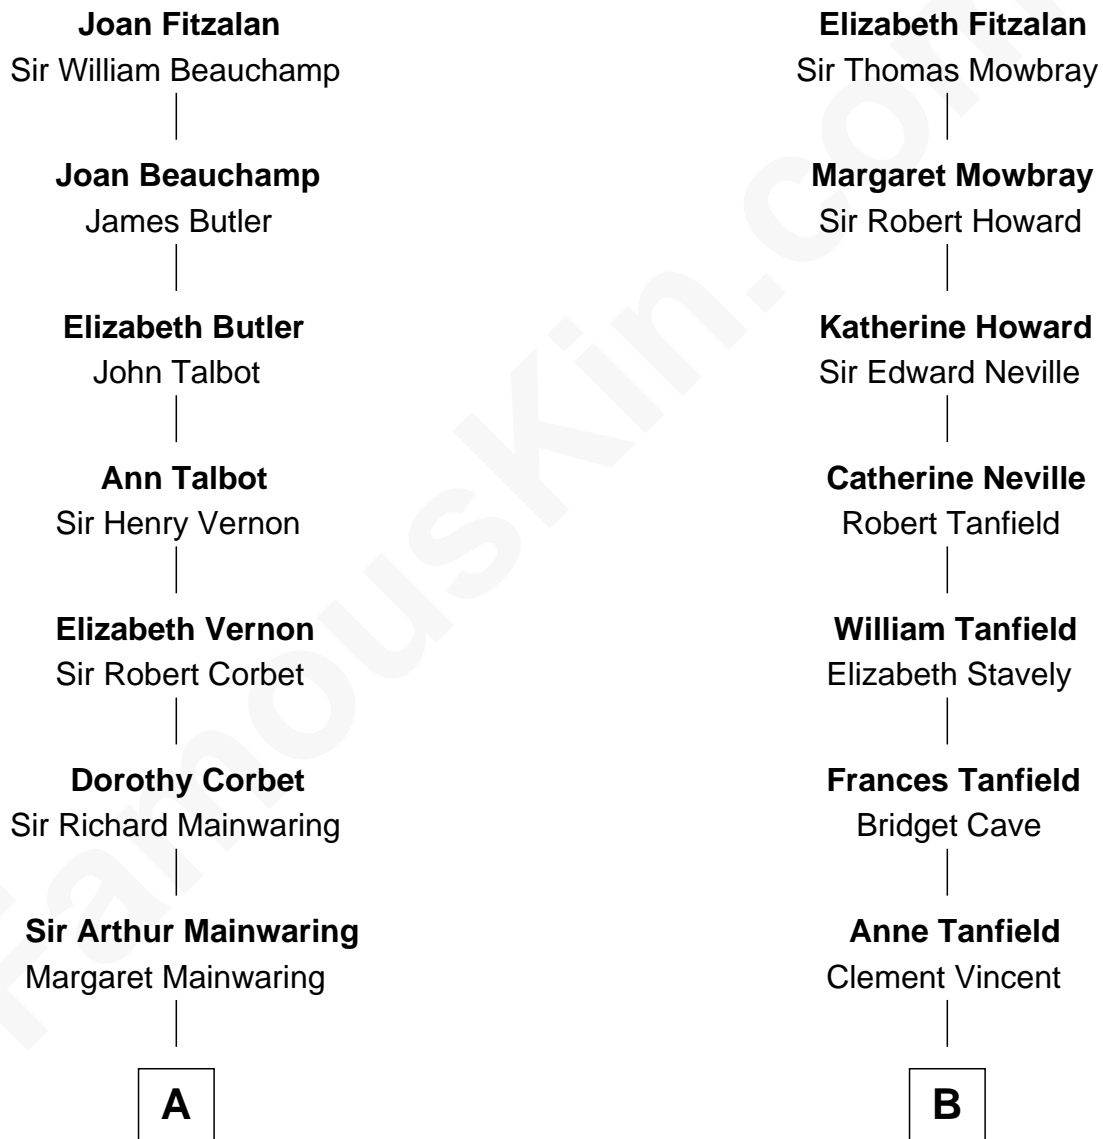 Joan Fitzalan
Sir William Beauchamp
Joan Beauchamp
James Butler
Elizabeth Butler
John Talbot
Ann Talbot
Sir Henry Vernon
Elizabeth Vernon
Sir Robert Corbet
Dorothy Corbet
Sir Richard Mainwaring
Sir Arthur Mainwaring
Margaret Mainwaring
A
Elizabeth Fitzalan
Sir Thomas Mowbray
Margaret Mowbray
Sir Robert Howard
Katherine Howard
Sir Edward Neville
Catherine Neville
Robert Tanfield
William Tanfield
Elizabeth Stavely
Frances Tanfield
Bridget Cave
Anne Tanfield
Clement Vincent
B
FamousKin.com